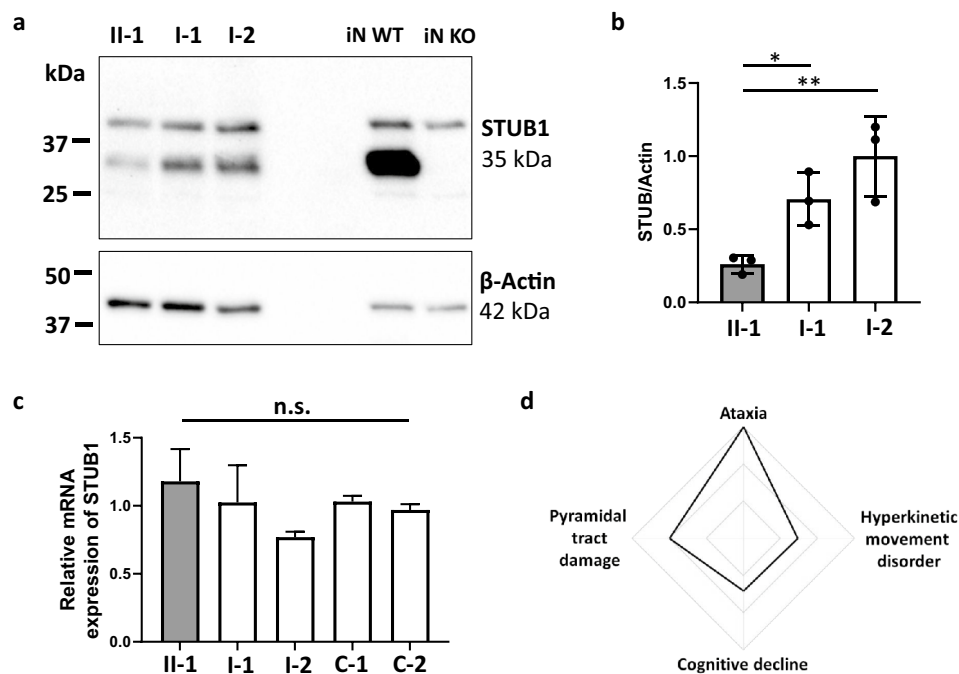 a
II-1 I-1 I-2 iN WT iN KO
kDa
37
25
STUB1
35 kDa
50
37
β-Actin
42 kDa
b
*
**
STUB/Actin
1.5
1.0
0.5
0.0
II-1 I-1 I-2
c
n.s.
Relative mRNA
expression of STUB1
1.5
1.0
0.5
0.0
II-1 I-1 I-2 C-1 C-2
d
Ataxia
Pyramidal
tract
damage
Hyperkinetic
movement
disorder
Cognitive decline